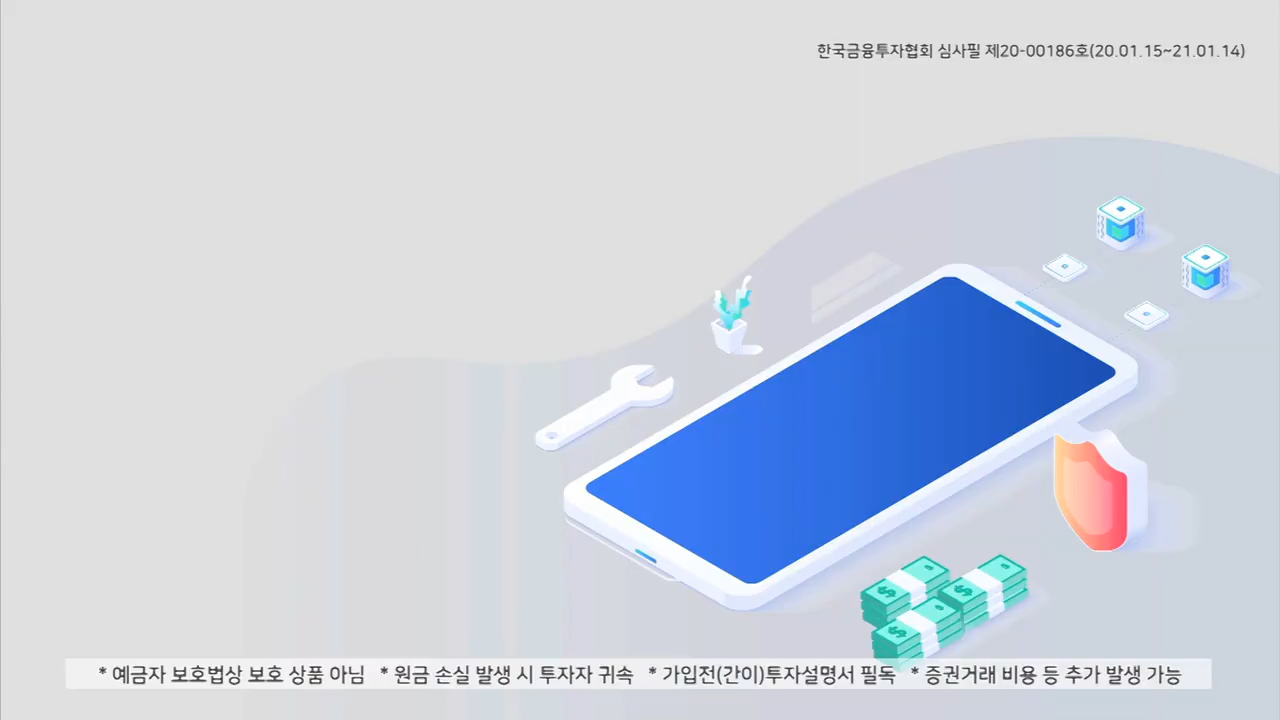 한국금융투자협회 심사필 제20-00186호(20.01.15~21.01.14)
* 예금자 보호법상 보호 상품 아님 * 원금 손실 발생 시 투자자 귀속 * 가입전(간이)투자설명서 필독 * 증권거래 비용 등 추가 발생 가능